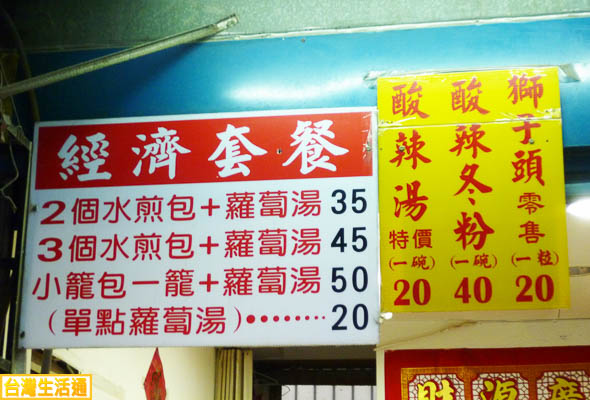 經濟套餐
2個水煎包+蘿蔔湯 35
3個水煎包+蘿蔔湯 45
小籠包一籠+蘿蔔湯 50
(單點蘿蔔湯)········20
酸辣湯
特價
(一碗)
20
酸辣冬粉
(一碗)
40
獅子頭
零售
(一粒)
20
財源廣
台灣生活通